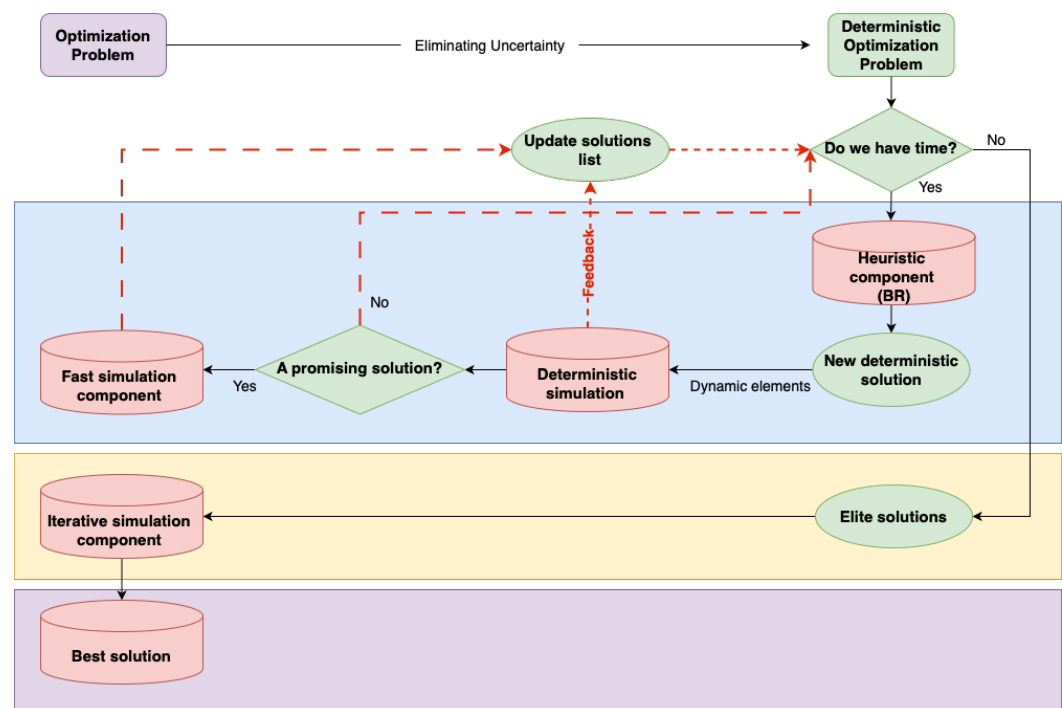 Optimization
Problem
Eliminating Uncertainty
Deterministic
Optimization
Problem
Update solutions
list
Do we have time?
No
Yes
Heuristic
component
(BR)
Feedback
No
Fast simulation
component
Yes
A promising solution?
Deterministic
simulation
Dynamic elements
New deterministic
solution
Iterative simulation
component
Elite solutions
Best solution